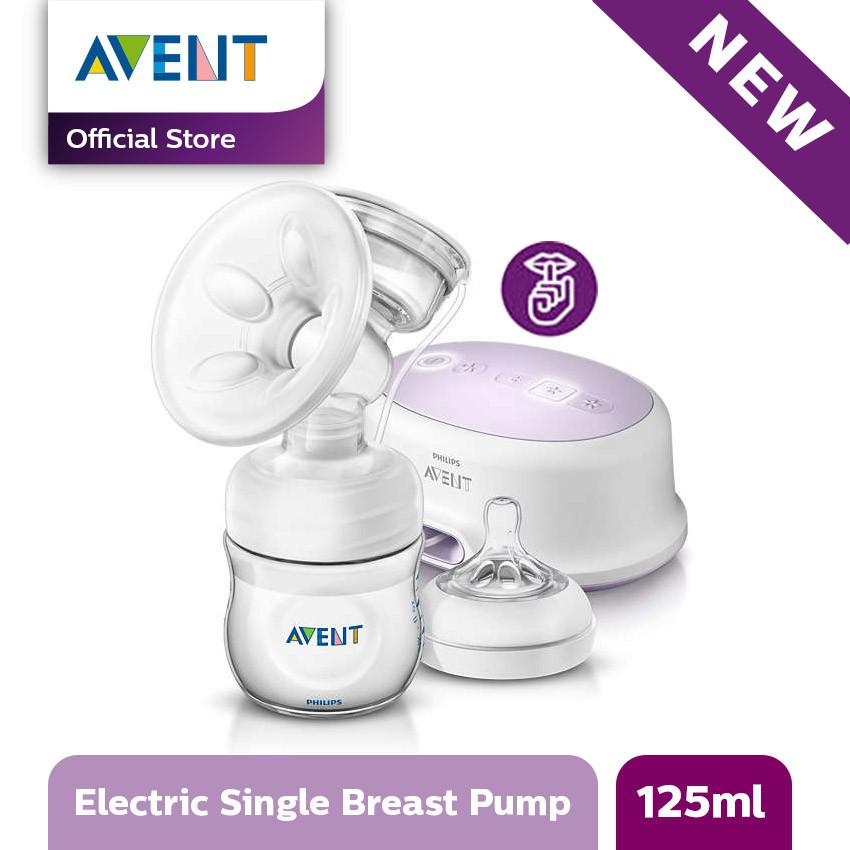 AVENT
Official Store
NEW
PHILIPS
AVENT
AVENT
PHILIPS
Electric Single Breast Pump
125ml